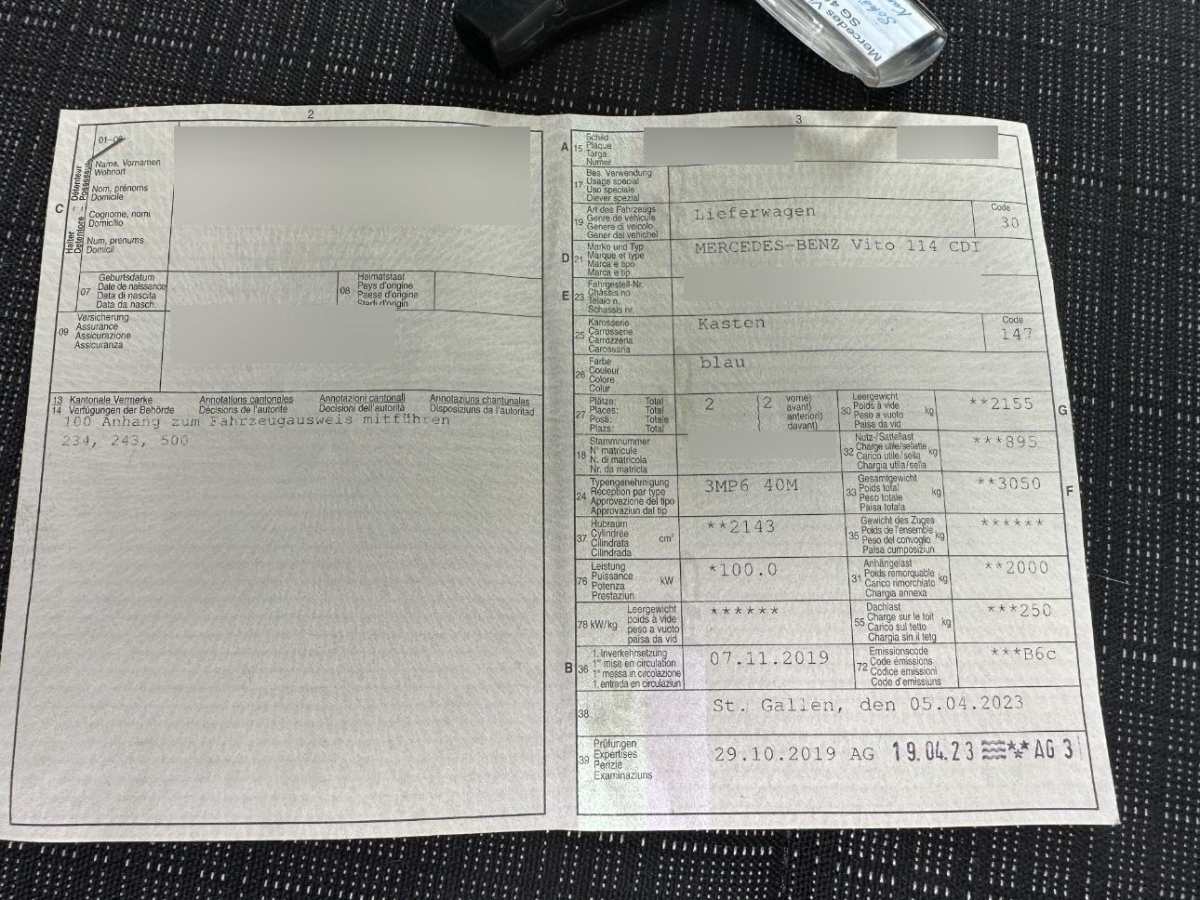 Mercedes V
SG 4
2
01-0
Halter Détenteur
Detentore Possessur
C
Name, Vornamen
Wohnort
Nom, prénoms
Domicile
Cognome, nomi
Domicilio
Num, prenums
Domicil
07 Geburtsdatum
Date de naissance
Data di nascita
Data da nasch.
08 Heimatstaat
Pays d'origine
Paese d'origine
Stadi d'origin
09 Versicherung
Assurance
Assicurazione
Assicuranza
13 Kantonale Vermerke Annotations cantonales Annotazioni cantonali Annotaziuns chantunalas
14 Verfügungen der Behörde Décisions de l'autorité Decisioni dell'autorità Disposiziuns da l'autoritad
100 Anhang zum Fahrzeugausweis mitführen
234, 243, 500
3
A 15 Schild
Plaque
Targa
Numer
17 Bes. Verwendung
Usage spécial
Uso speciale
Diever spezial
19 Art des Fahrzeugs
Genre de véhicule
Genere di veicolo
Gener dal vehichel
Lieferwagen
Code
30
D 21 Marke und Typ
Marque et type
Marca e tipo
Marca e tip
MERCEDES-BENZ Vito 114 CDI
E 23 Fahrgestell-Nr.
Châssis no
Telaio n.
Schassis nr.
25 Karosserie
Carrosserie
Carrozzeria
Carossaria
Kasten
Code
147
26 Farbe
Couleur
Colore
Colur
blau
27 Plätze: Total
Places: Total
Posti: Totale
Plazs: Total
2 (2 vorne)
avant)
anteriori)
davant)
30 Leergewicht
Poids à vide
Peso a vuoto
Paisa da vid
kg
**2155
G
18 Stammnummer
N° matricule
N. di matricola
Nr. da matricla
32 Nutz-/Sattellast
Charge utile/sellette
Carico utile/sella
Chargia utila/sella
kg
***895
24 Typengenehmigung
Réception par type
Approvazione del tipo
Approvaziun dal tip
3MP6 40M
33 Gesamtgewicht
Poids total
Peso totale
Paisa totala
kg
**3050
F
37 Hubraum
Cylindrée
Cilindrata
Cilindrada
cm³
**2143
35 Gewicht des Zuges
Poids de l'ensemble
Peso del convoglio
Paisa cumposiziun
kg
******
76 Leistung
Puissance
Potenza
Prestaziun
kW
*100.0
31 Anhängelast
Poids remorquable
Carico rimorchiato
Chargia annexa
kg
**2000
78 kW/kg
Leergewicht
poids à vide
peso a vuoto
paisa da vid
******
55 Dachlast
Charge sur le toit
Carico sul tetto
Chargia sin il tetg
kg
***250
B 36 1. Inverkehrsetzung
1re mise en circulation
1a messa in circolazione
1. entrada en circulaziun
07.11.2019
72 Emissionscode
Code émissions
Codice emissioni
Code d'emissiuns
***B6c
38
St. Gallen, den 05.04.2023
39 Prüfungen
Expertises
Perizie
Examinaziuns
29.10.2019 AG 19.04.23 AG 3